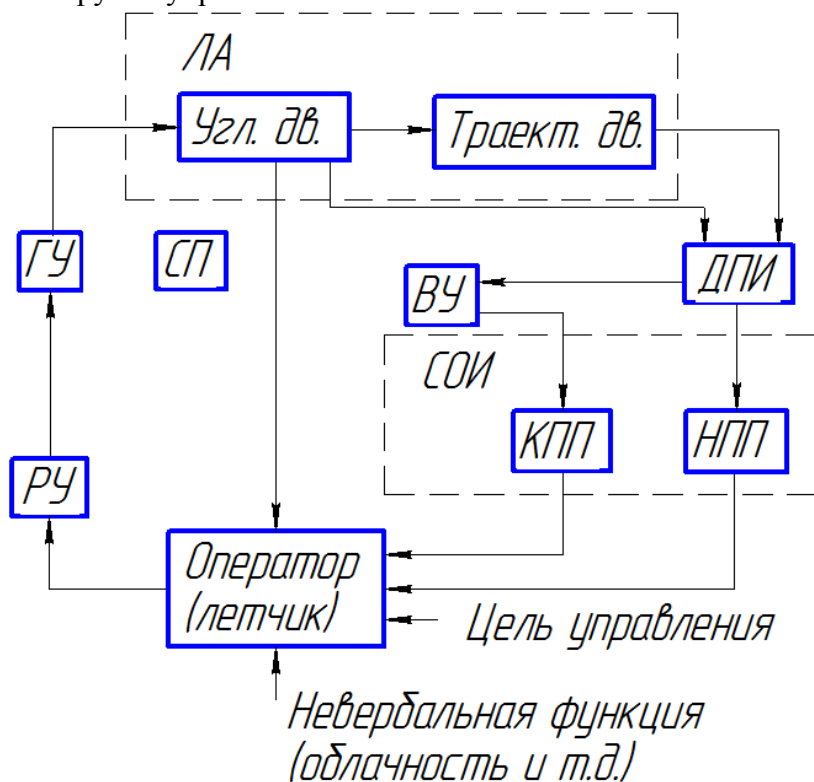 ЛА
Угл. дв.
Траект. дв.
ГУ
СП
ДПИ
ВУ
СОИ
КПП
НПП
РУ
Оператор
(летчик)
Цель управления
Невербальная функция
(облачность и т.д.)